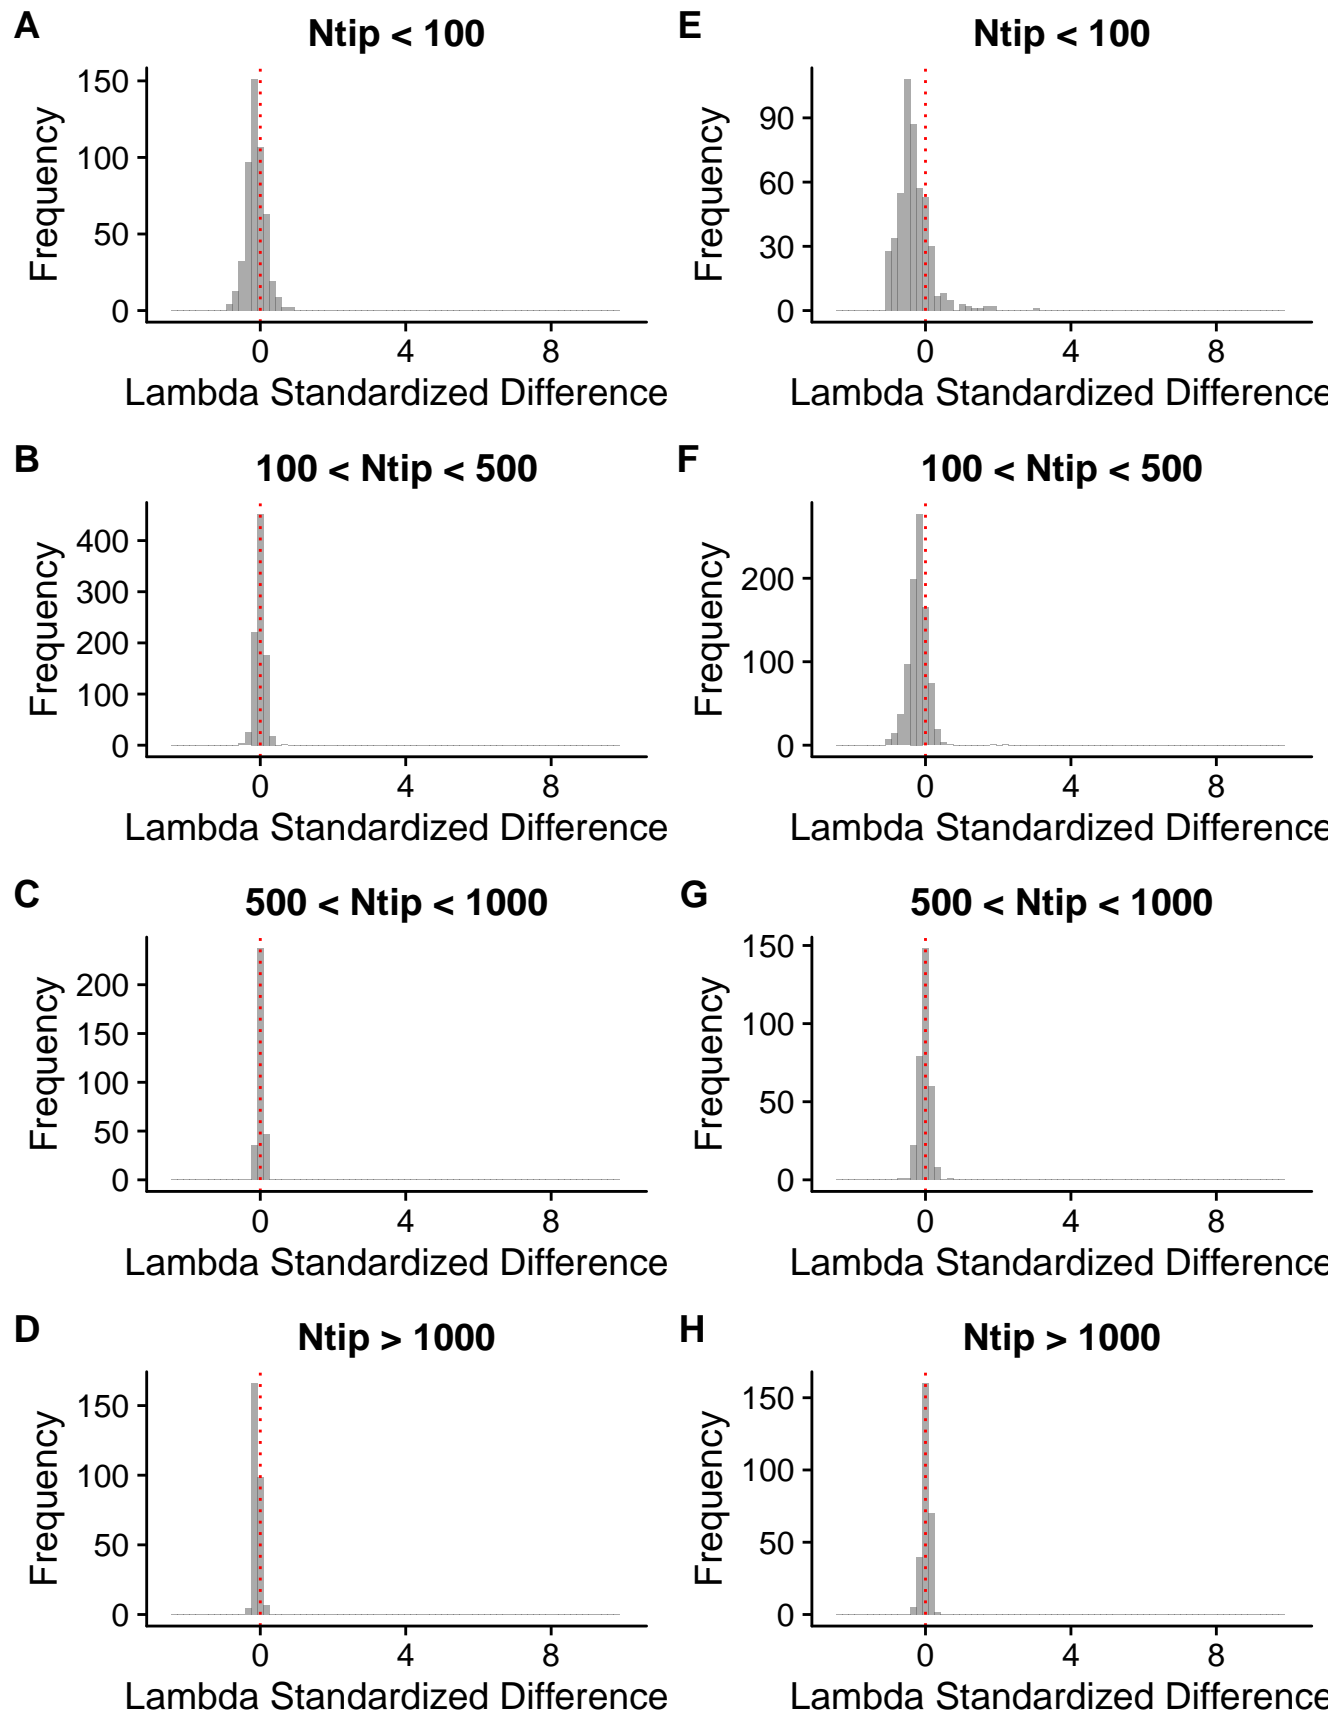 A
Ntip < 100
150
100
50
0
Frequency
0 4 8
Lambda Standardized Difference
E
Ntip < 100
90
60
30
0
Frequency
0 4 8
Lambda Standardized Difference
B
100 < Ntip < 500
400
300
200
100
0
Frequency
0 4 8
Lambda Standardized Difference
F
100 < Ntip < 500
200
100
0
Frequency
0 4 8
Lambda Standardized Difference
C
500 < Ntip < 1000
200
150
100
50
0
Frequency
0 4 8
Lambda Standardized Difference
G
500 < Ntip < 1000
150
100
50
0
Frequency
0 4 8
Lambda Standardized Difference
D
Ntip > 1000
150
100
50
0
Frequency
0 4 8
Lambda Standardized Difference
H
Ntip > 1000
150
100
50
0
Frequency
0 4 8
Lambda Standardized Difference